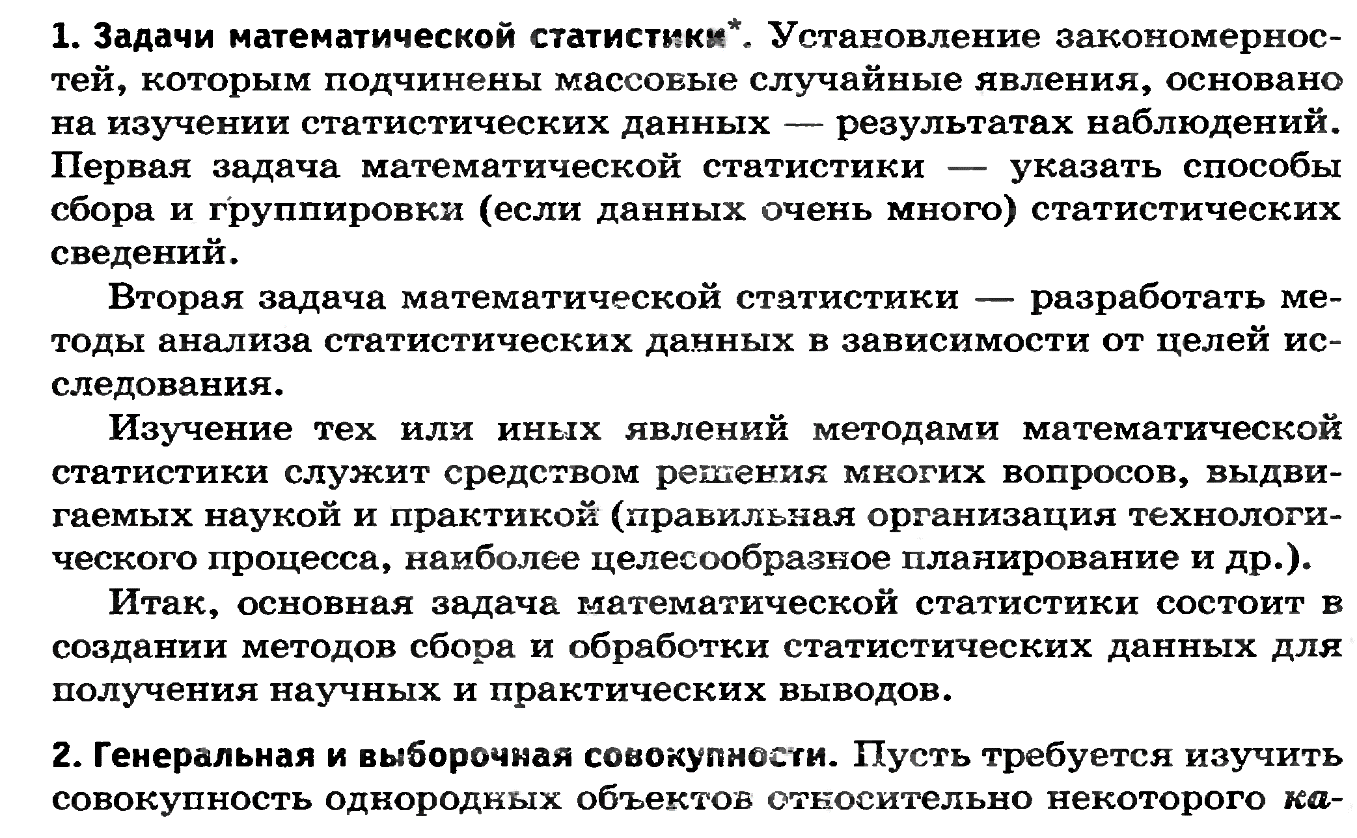 1. Задачи математической статистики*. Установление закономернос-
тей, которым подчинены массовые случайные явления, основано
на изучении статистических данных — результатах наблюдений.
Первая задача математической статистики — указать способы
сбора и группировки (если данных очень много) статистических
сведений.
Вторая задача математической статистики — разработать ме-
тоды анализа статистических данных в зависимости от целей ис-
следования.
Изучение тех или иных явлений методами математической
статистики служит средством решения многих вопросов, выдви-
гаемых наукой и практикой (правильная организация технологи-
ческого процесса, наиболее целесообразное планирование и др.).
Итак, основная задача математической статистики состоит в
создании методов сбора и обработки статистических данных для
получения научных и практических выводов.
2. Генеральная и выборочная совокупности. Пусть требуется изучить
совокупность однородных объектов относительно некоторого ка-